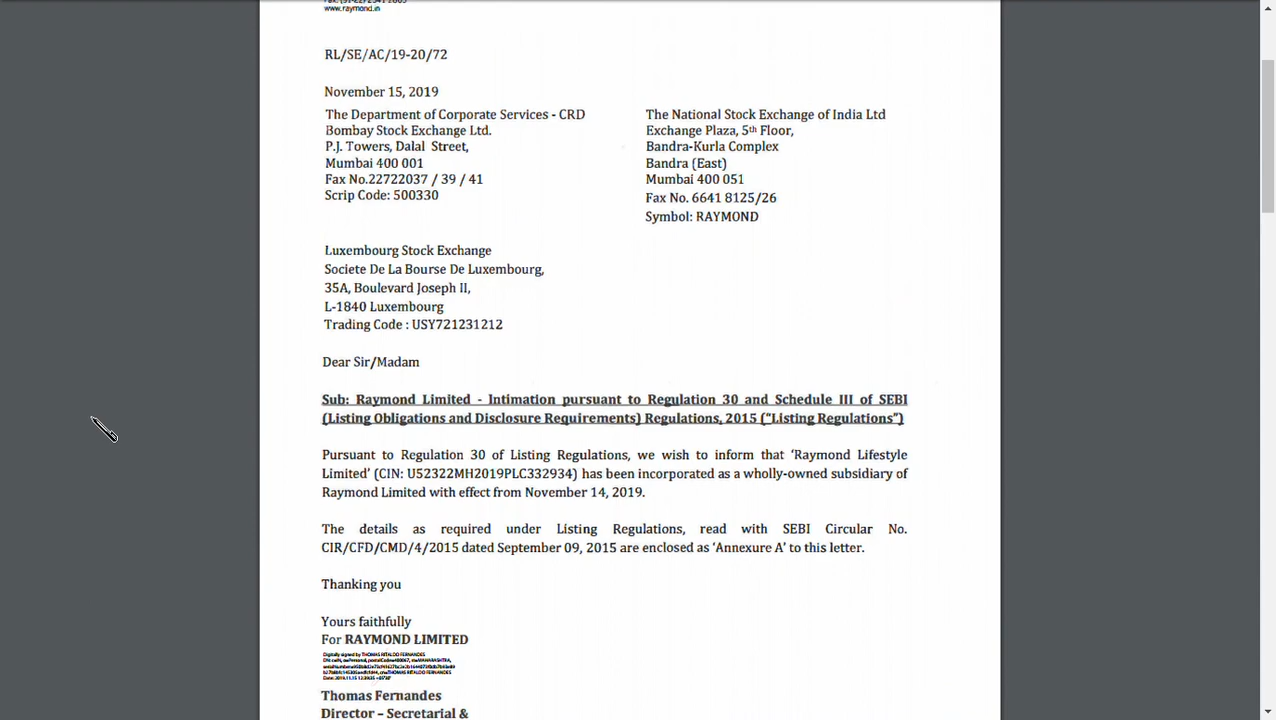 www.raymond.in
RL/SE/AC/19-20/72
November 15, 2019
The Department of Corporate Services - CRD
Bombay Stock Exchange Ltd.
P.J. Towers, Dalal Street,
Mumbai 400 001
Fax No.22722037 / 39 / 41
Scrip Code: 500330
The National Stock Exchange of India Ltd
Exchange Plaza, 5th Floor,
Bandra-Kurla Complex
Bandra (East)
Mumbai 400 051
Fax No. 6641 8125/26
Symbol: RAYMOND
Luxembourg Stock Exchange
Societe De La Bourse De Luxembourg,
35A, Boulevard Joseph II,
L-1840 Luxembourg
Trading Code : USY721231212
Dear Sir/Madam
Sub: Raymond Limited - Intimation pursuant to Regulation 30 and Schedule III of SEBI
(Listing Obligations and Disclosure Requirements) Regulations, 2015 (“Listing Regulations”)
Pursuant to Regulation 30 of Listing Regulations, we wish to inform that ‘Raymond Lifestyle
Limited’ (CIN: U52322MH2019PLC332934) has been incorporated as a wholly-owned subsidiary of
Raymond Limited with effect from November 14, 2019.
The details as required under Listing Regulations, read with SEBI Circular No.
CIR/CFD/CMD/4/2015 dated September 09, 2015 are enclosed as ‘Annexure A’ to this letter.
Thanking you
Yours faithfully
For RAYMOND LIMITED
Digitally signed by THOMAS RITALDO FERNANDES
Thomas Fernandes
Director – Secretarial &